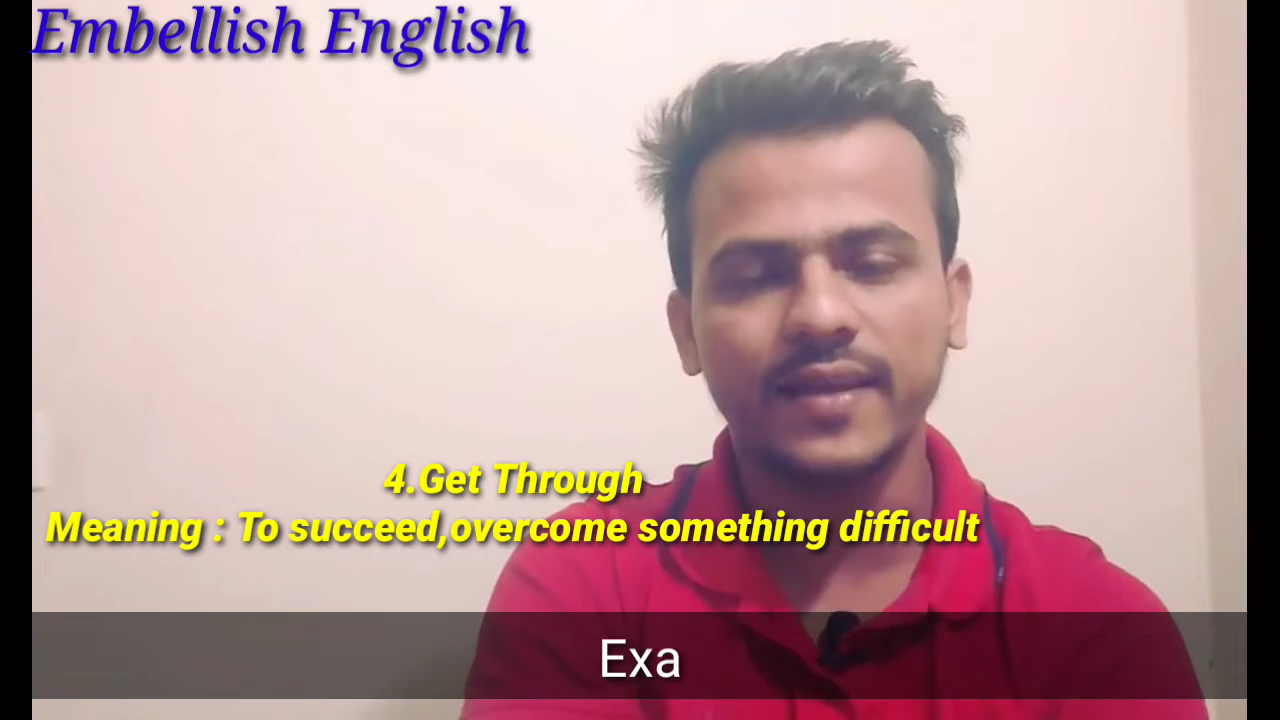 Embellish English
4.Get Through
Meaning : To succeed,overcome something difficult
Exa